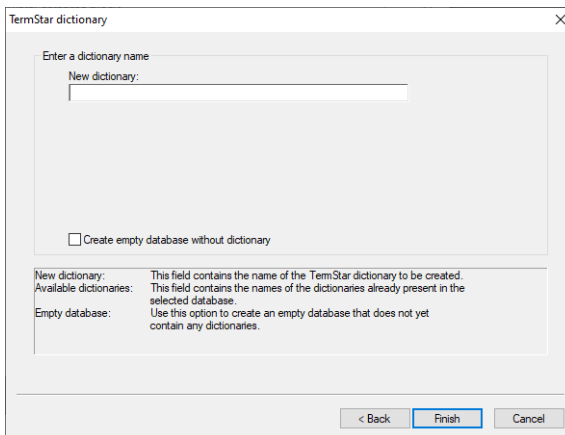 TermStar dictionary
Enter a dictionary name
New dictionary:
Create empty database without dictionary
New dictionary: This field contains the name of the TermStar dictionary to be created.
Available dictionaries: This field contains the names of the dictionaries already present in the
selected database.
Empty database: Use this option to create an empty database that does not yet
contain any dictionaries.
< Back Finish Cancel